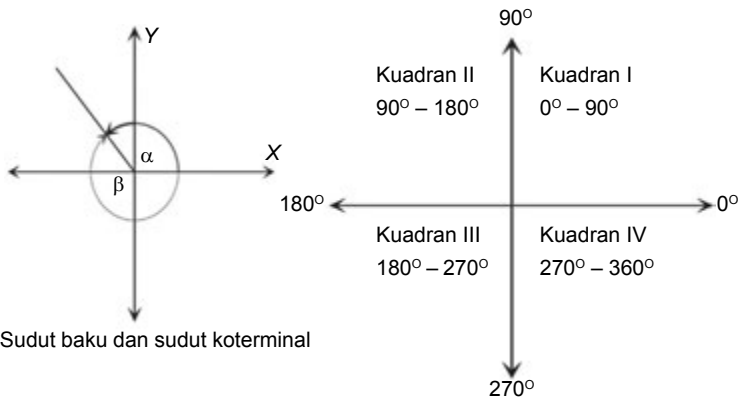 Y
α
X
β
Sudut baku dan sudut koterminal
90°
Kuadran II
90° – 180°
Kuadran I
0° – 90°
180°
0°
Kuadran III
180° – 270°
Kuadran IV
270° – 360°
270°